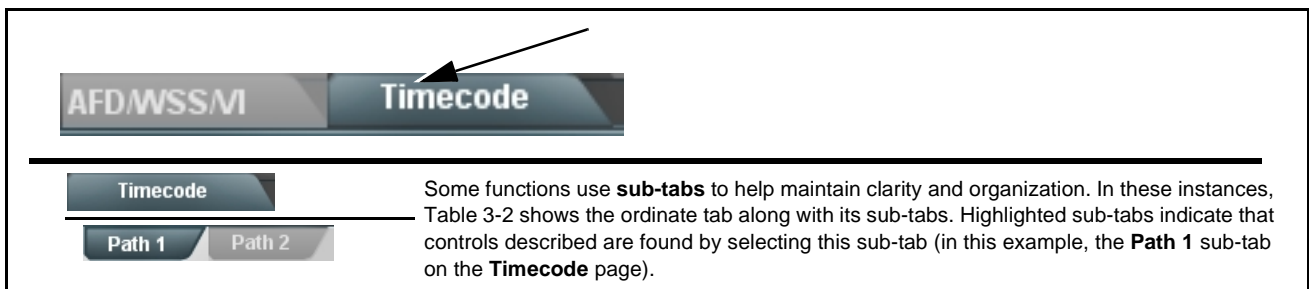 AFD/WSS/VI
Timecode
Timecode
Path 1
Path 2
Some functions use sub-tabs to help maintain clarity and organization. In these instances,
Table 3-2 shows the ordinate tab along with its sub-tabs. Highlighted sub-tabs indicate that
controls described are found by selecting this sub-tab (in this example, the Path 1 sub-tab
on the Timecode page).